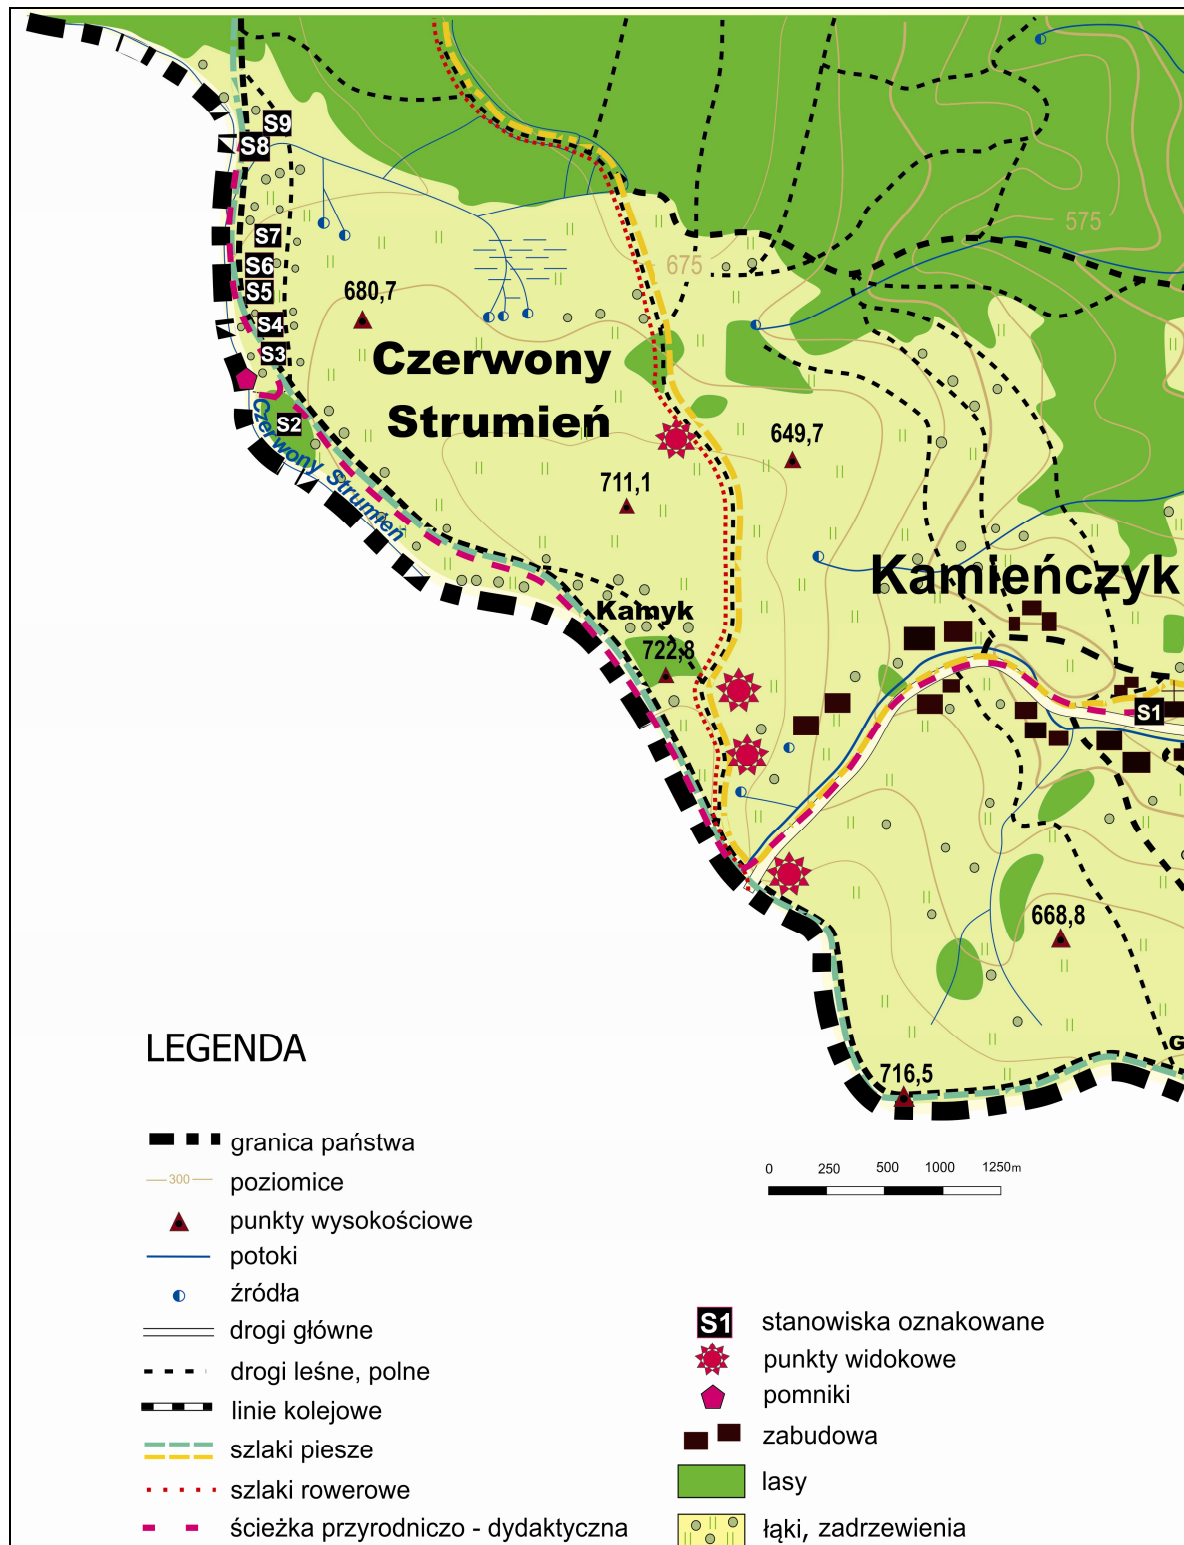 S9
S8
575
S7
675
S6
S5
680,7
S4
S3
Czerwony
Strumień
S2
Czerwony Strumień
649,7
711,1
Kamieńczyk
Kamyk
722,8
S1
668,8
G
716,5
LEGENDA
granica państwa
300
poziomice
punkty wysokościowe
potoki
źródła
drogi główne
drogi leśne, polne
linie kolejowe
szlaki piesze
szlaki rowerowe
ścieżka przyrodniczo - dydaktyczna
0 250 500 1000 1250m
S1
stanowiska oznakowane
punkty widokowe
pomniki
zabudowa
lasy
łąki, zadrzewienia